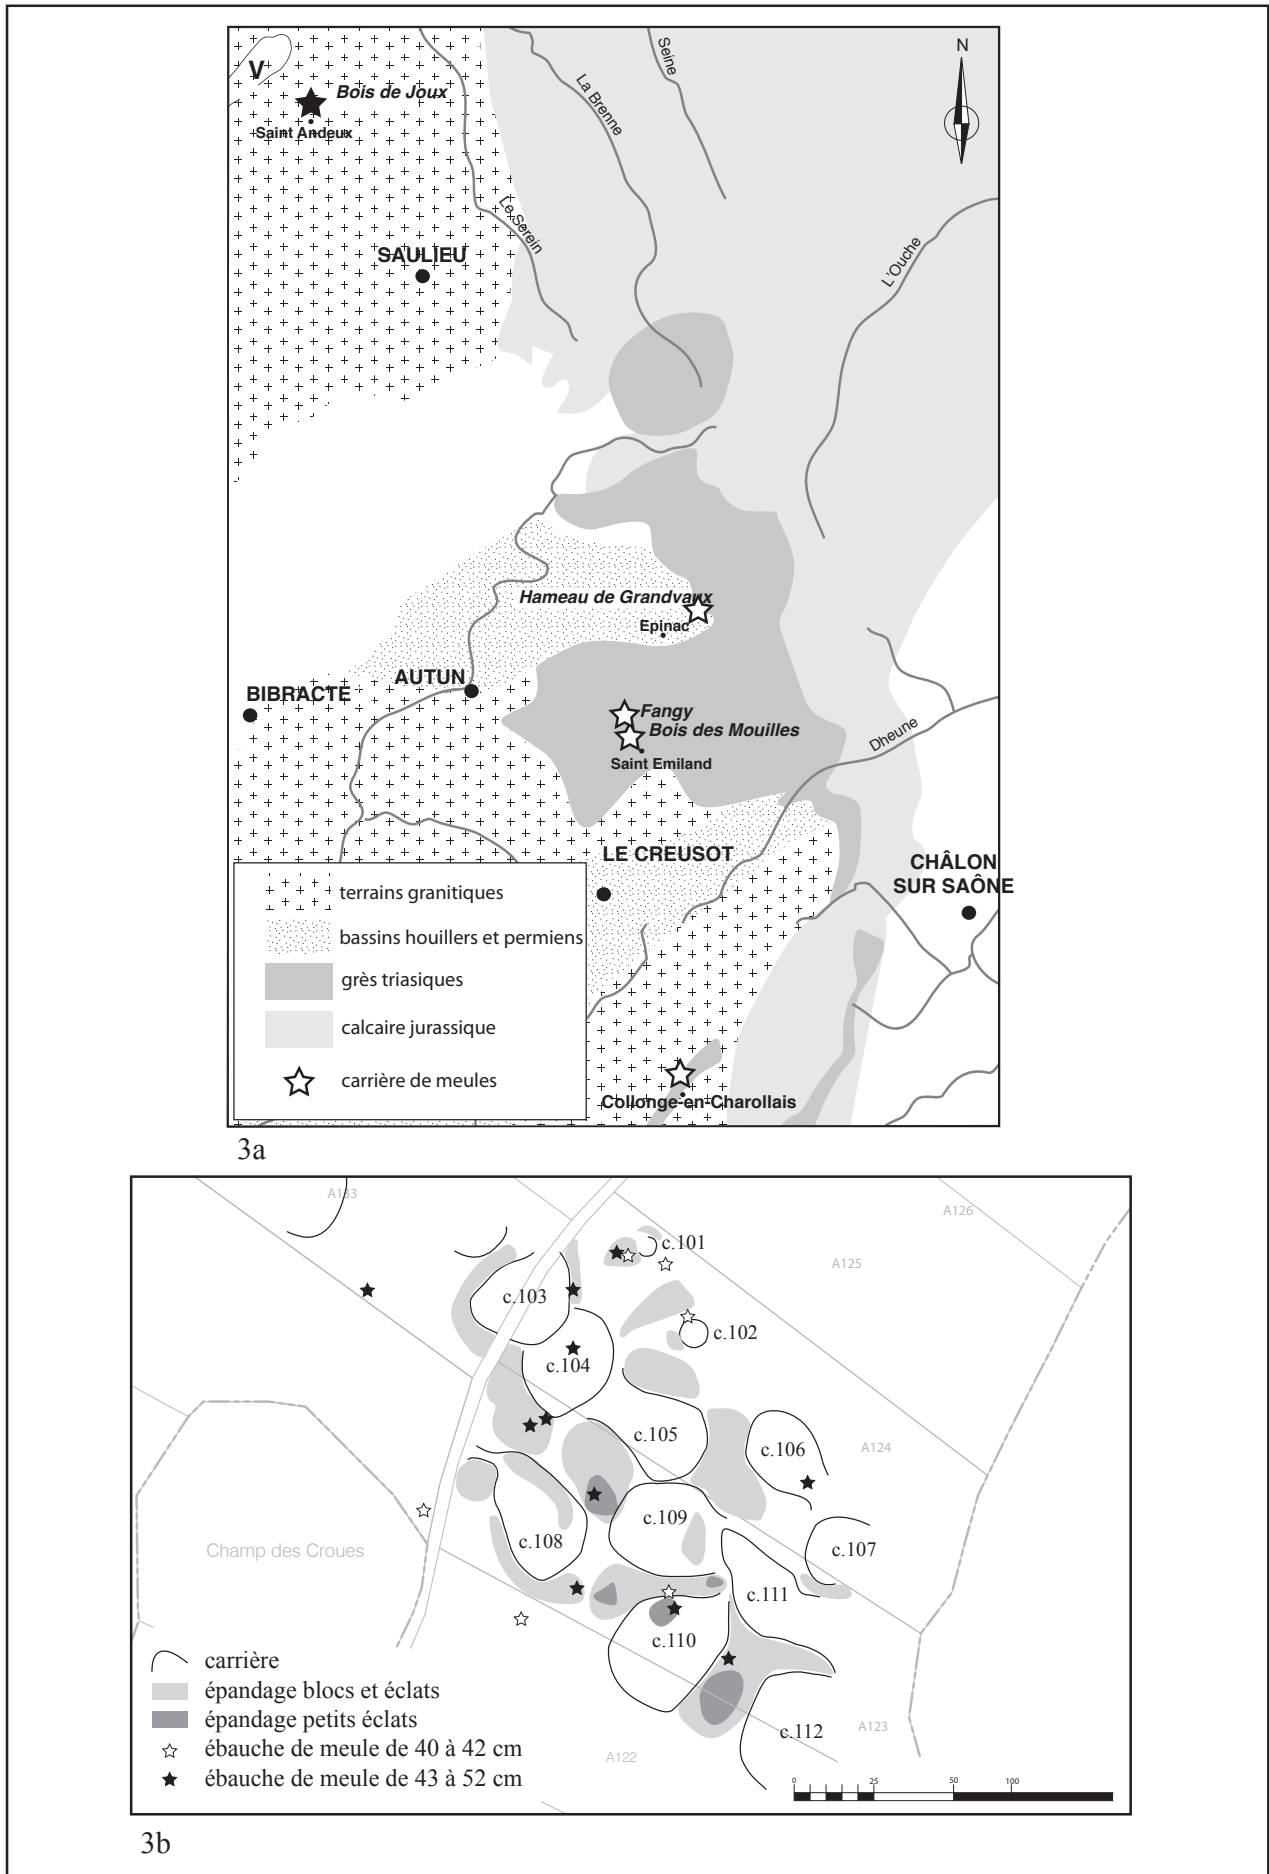 V
Bois de Joux
Saint Andeux
Seine
La Brenne
N
Le Serein
SAULIEU
L'Ouche
Hameau de Grandvaux
Epinac
AUTUN
BIBRACTE
Fangy
Bois des Mouilles
Saint Emiland
Dheune
LE CREUSOT
CHÂLON
SUR SAÔNE
terrains granitiques
bassins houillers et permiens
grès triasiques
calcaire jurassique
carrière de meules
Collonge-en-Charollais
3a
A133
A126
c.101
A125
c.103
c.102
c.104
c.105
c.106
A124
c.109
c.108
c.107
Champ des Croues
c.111
c.110
carrière
épandage blocs et éclats
épandage petits éclats
c.112
A123
ébauche de meule de 40 à 42 cm
A122
ébauche de meule de 43 à 52 cm
0 25 50 100
3b